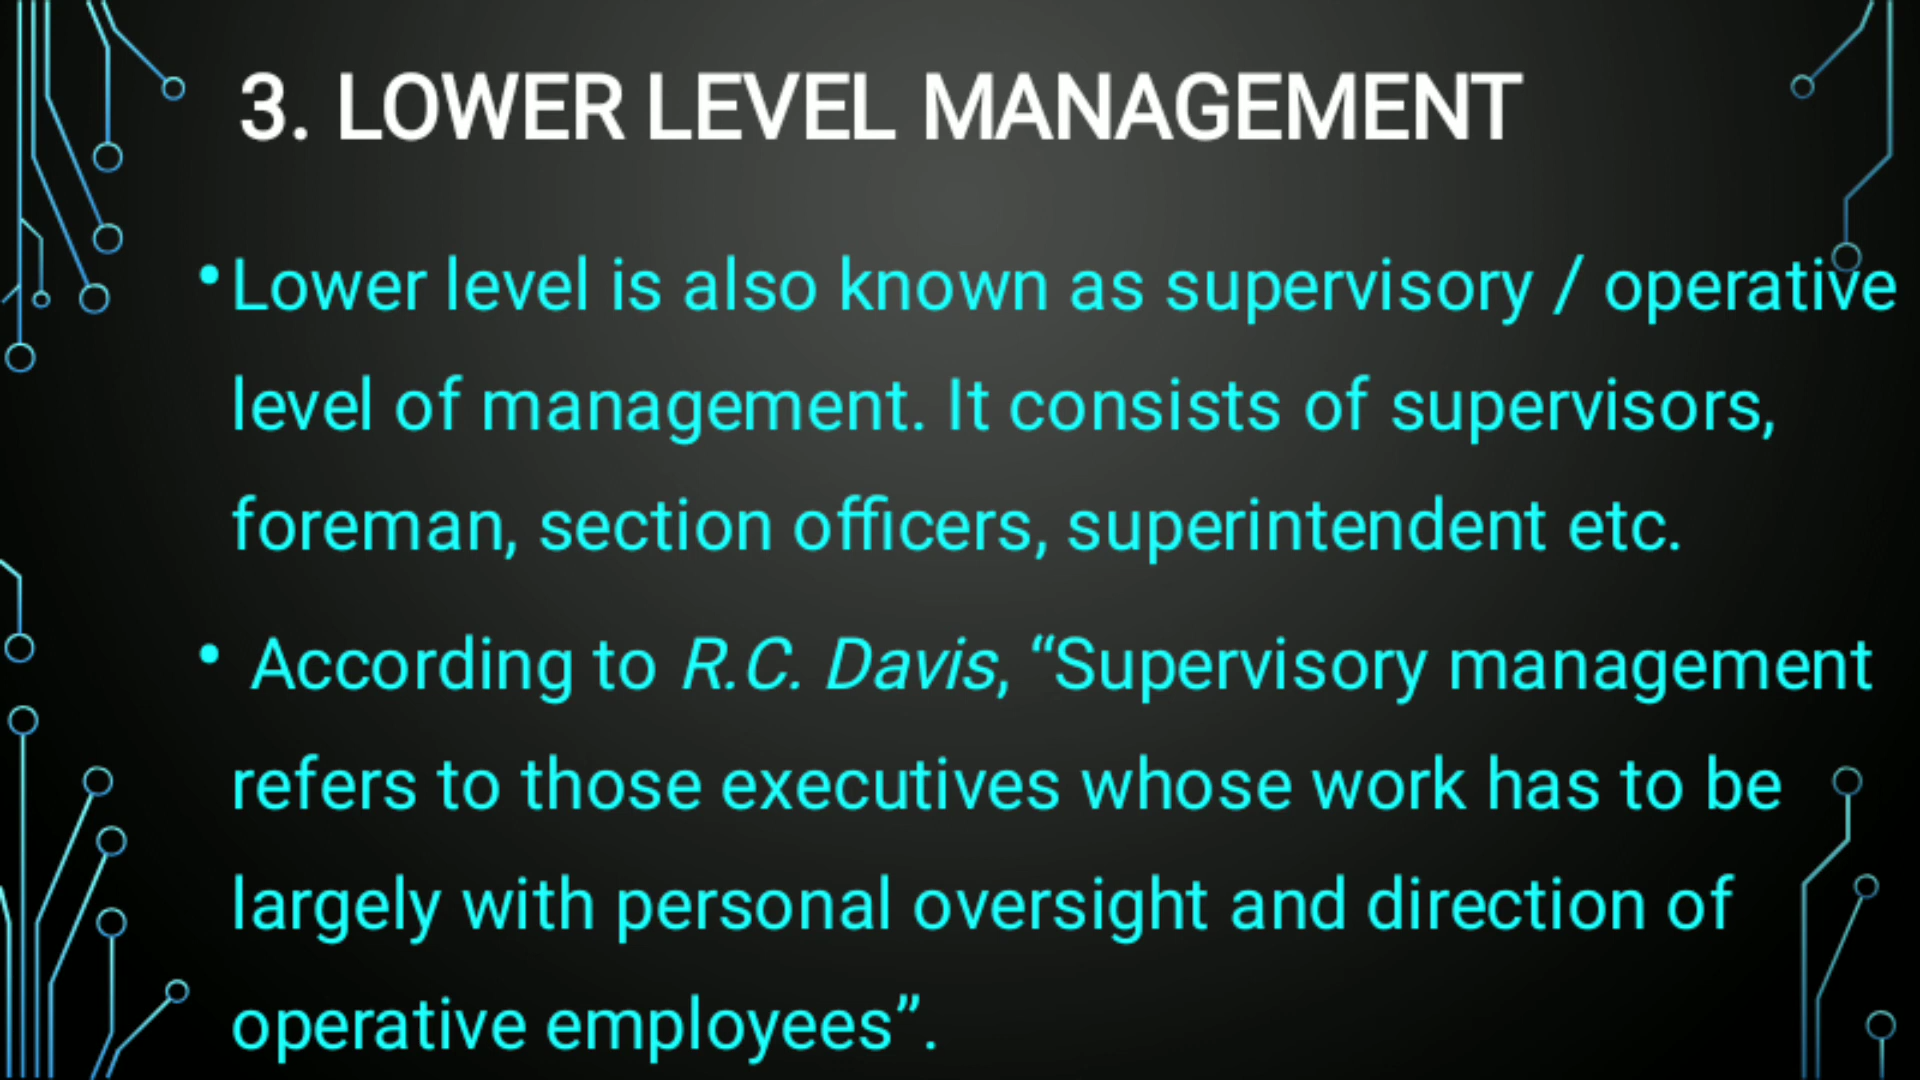 3. LOWER LEVEL MANAGEMENT
•Lower level is also known as supervisory / operative
level of management. It consists of supervisors,
foreman, section officers, superintendent etc.
• According to R.C. Davis, “Supervisory management
refers to those executives whose work has to be
largely with personal oversight and direction of
operative employees”.